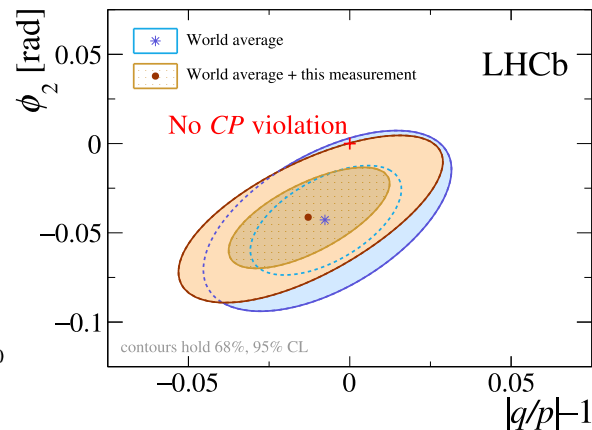 0.05
0
−0.05
−0.1
ϕ₂ [rad]
World average
World average + this measurement
LHCb
No CP violation
contours hold 68%, 95% CL
0
−0.05
0
0.05
|q/p|−1